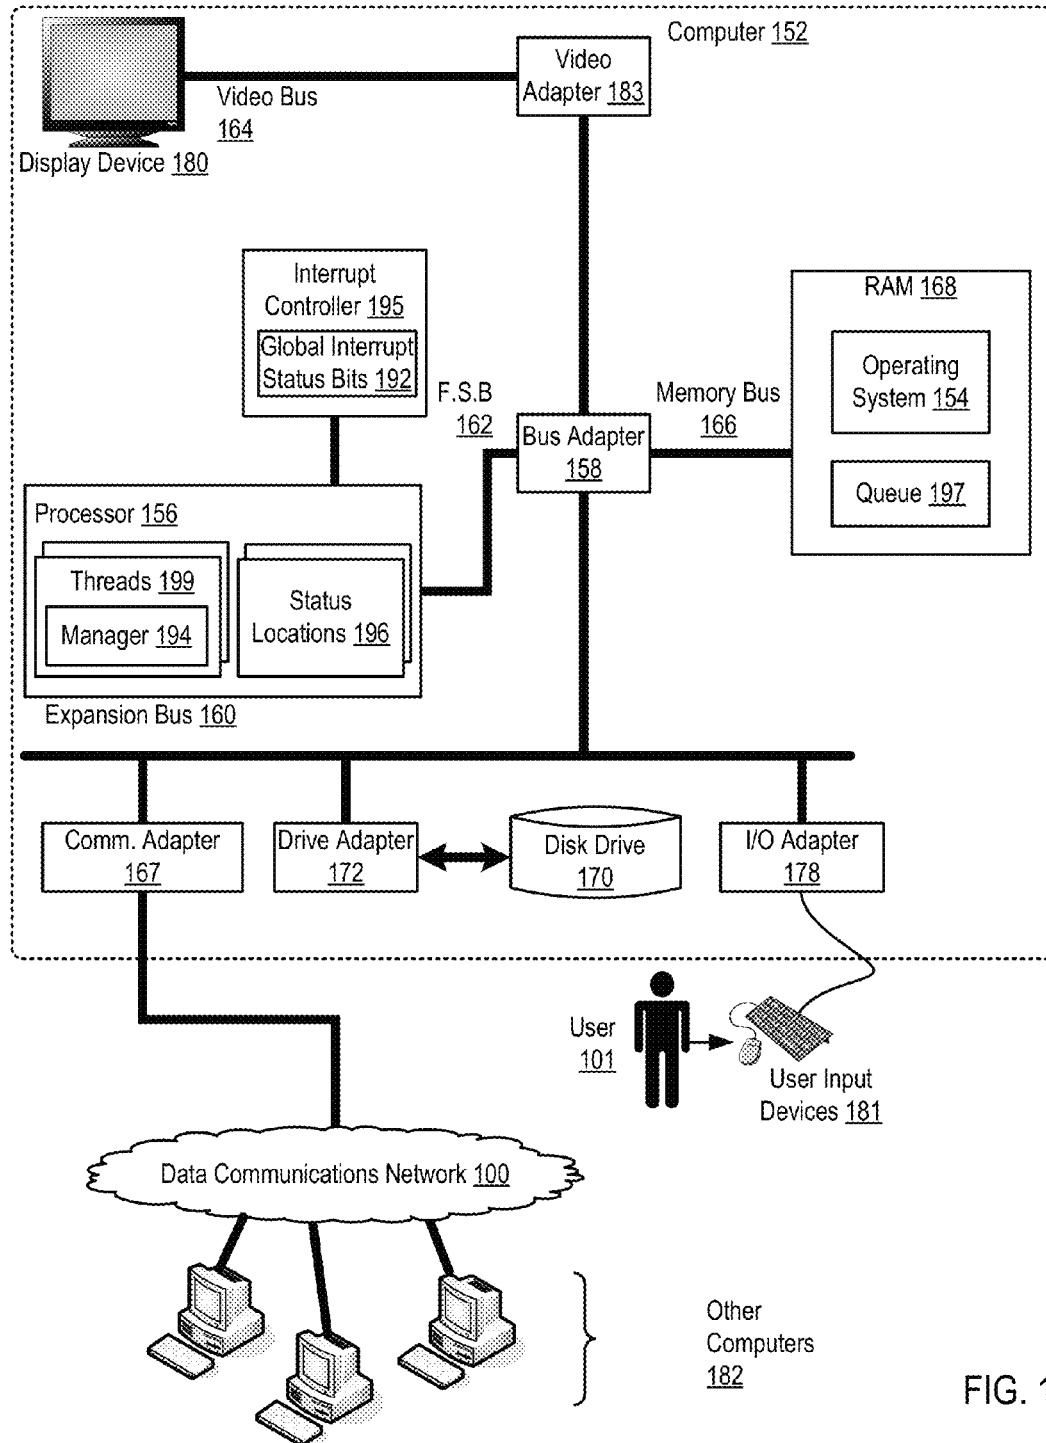 Computer 152
Video
Adapter 183
Video Bus
164
Display Device 180
Interrupt
Controller 195
Global Interrupt
Status Bits 192
RAM 168
Operating
System 154
Queue 197
F.S.B
162
Memory Bus
166
Bus Adapter
158
Processor 156
Threads 199
Manager 194
Status
Locations 196
Expansion Bus 160
Comm. Adapter
167
Drive Adapter
172
Disk Drive
170
I/O Adapter
178
User
101
User Input
Devices 181
Data Communications Network 100
Other
Computers
182
FIG. 1